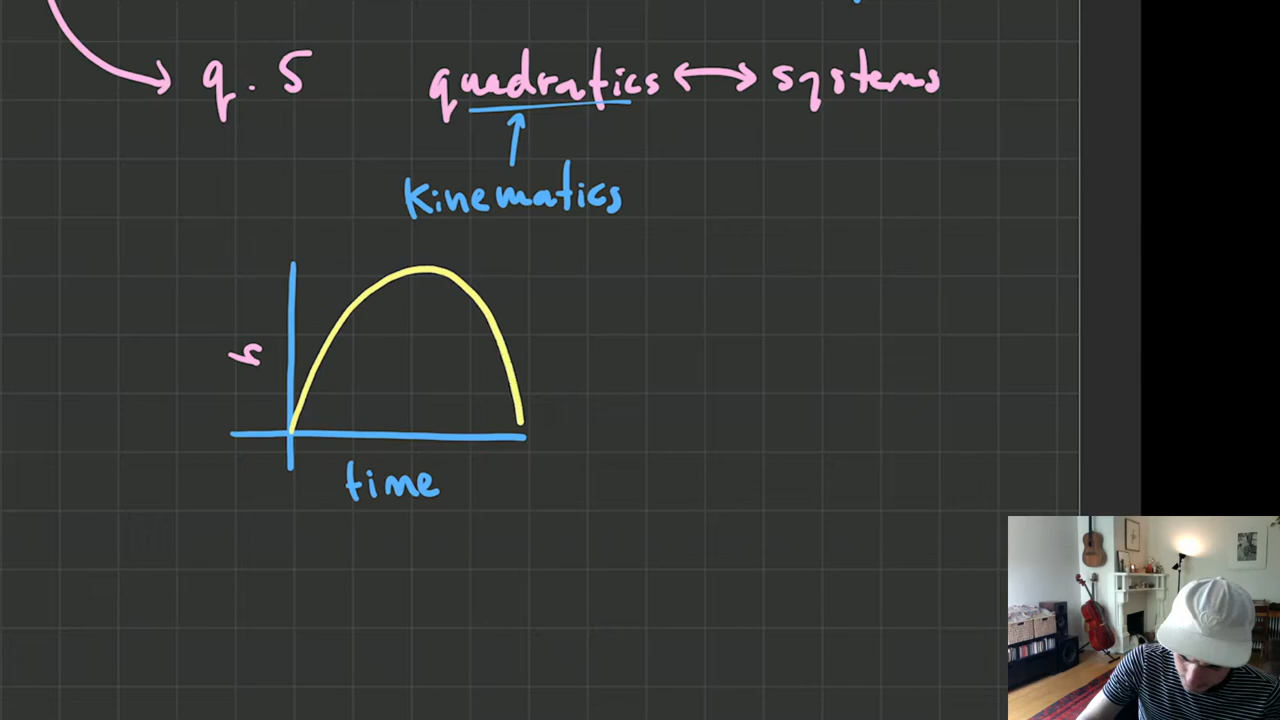 q. 5 quadratics ↔ systems
Kinematics
h
time